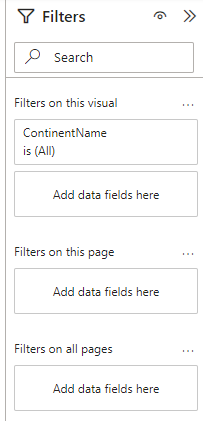 Filters
Search
Filters on this visual
ContinentName
is (All)
Add data fields here
Filters on this page
Add data fields here
Filters on all pages
Add data fields here